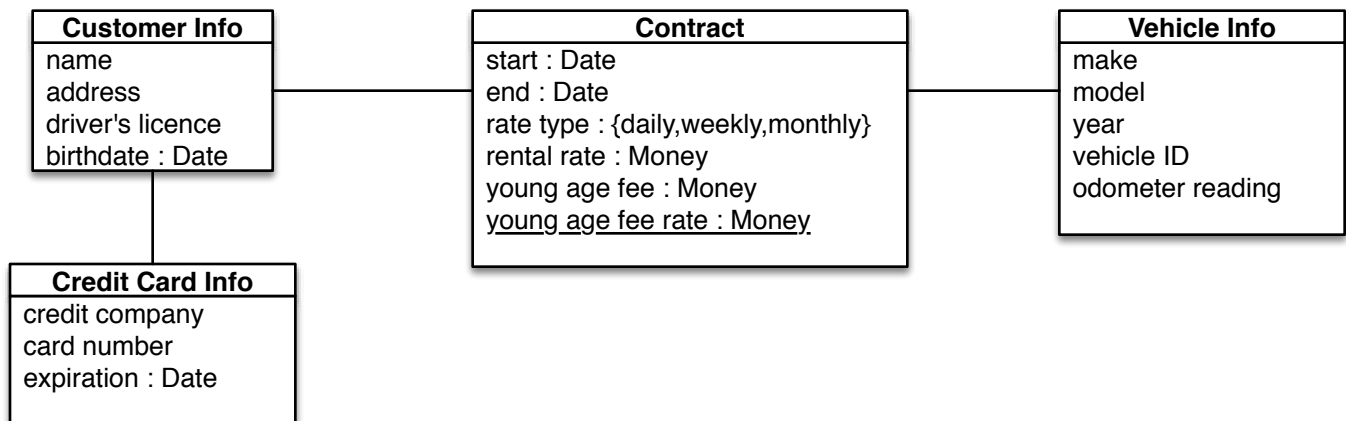 Customer Info
name
address
driver's licence
birthdate : Date
Contract
start : Date
end : Date
rate type : {daily,weekly,monthly}
rental rate : Money
young age fee : Money
young age fee rate : Money
Vehicle Info
make
model
year
vehicle ID
odometer reading
Credit Card Info
credit company
card number
expiration : Date